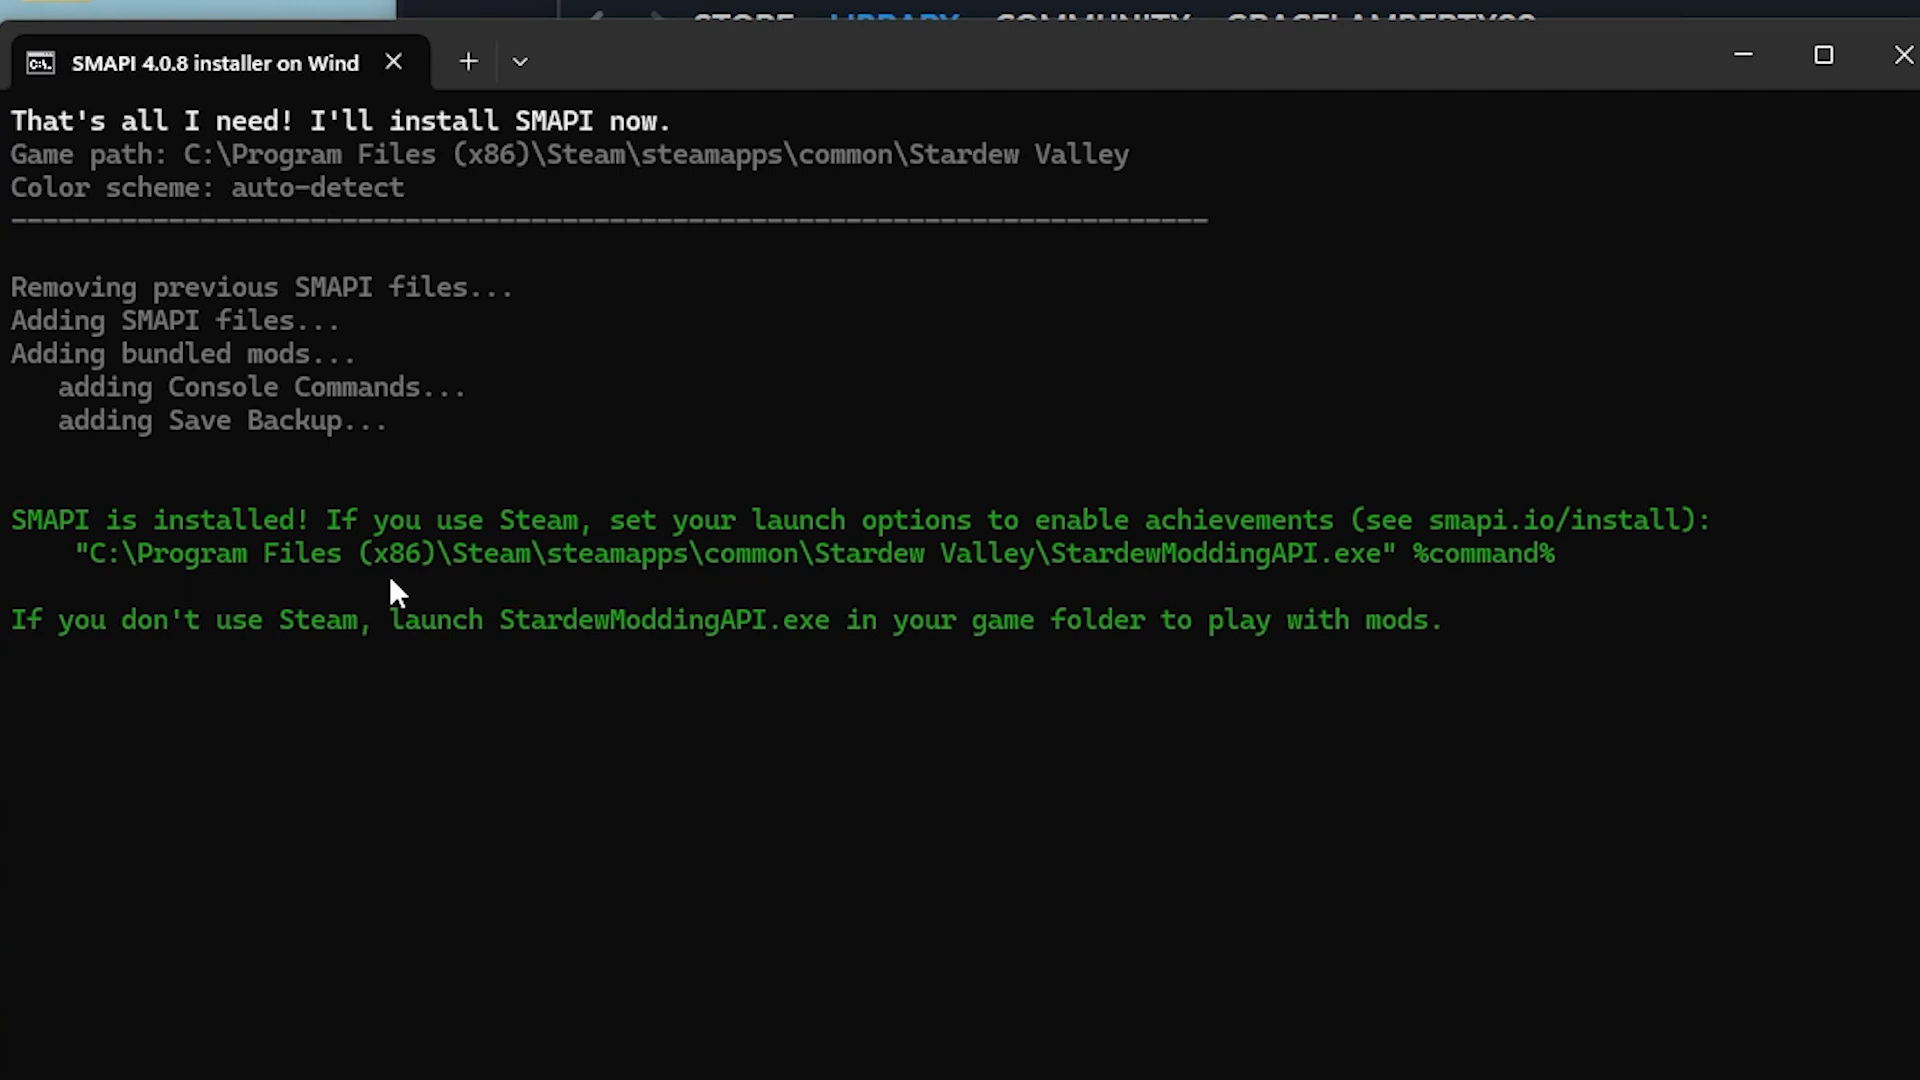 STORE LIBRARY COMMUNITY
SMAPI 4.0.8 installer on Wind
That's all I need! I'll install SMAPI now.
Game path: C:\Program Files (x86)\Steam\steamapps\common\Stardew Valley
Color scheme: auto-detect
----------------------------------------------------------------------------
Removing previous SMAPI files...
Adding SMAPI files...
Adding bundled mods...
adding Console Commands...
adding Save Backup...
SMAPI is installed! If you use Steam, set your launch options to enable achievements (see smapi.io/install):
"C:\Program Files (x86)\Steam\steamapps\common\Stardew Valley\StardewModdingAPI.exe" %command%
If you don't use Steam, launch StardewModdingAPI.exe in your game folder to play with mods.